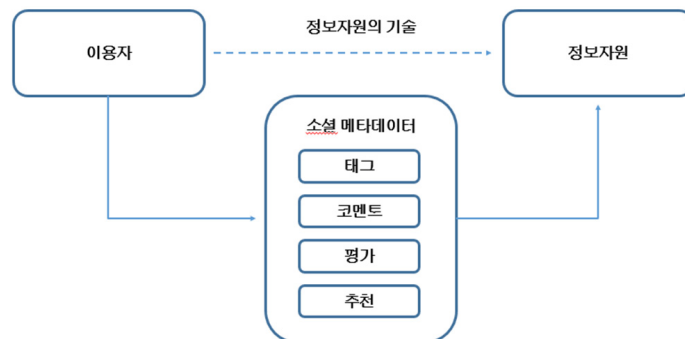 정보자원의 기술
이용자
정보자원
소셜 메타데이터
태그
코멘트
평가
추천